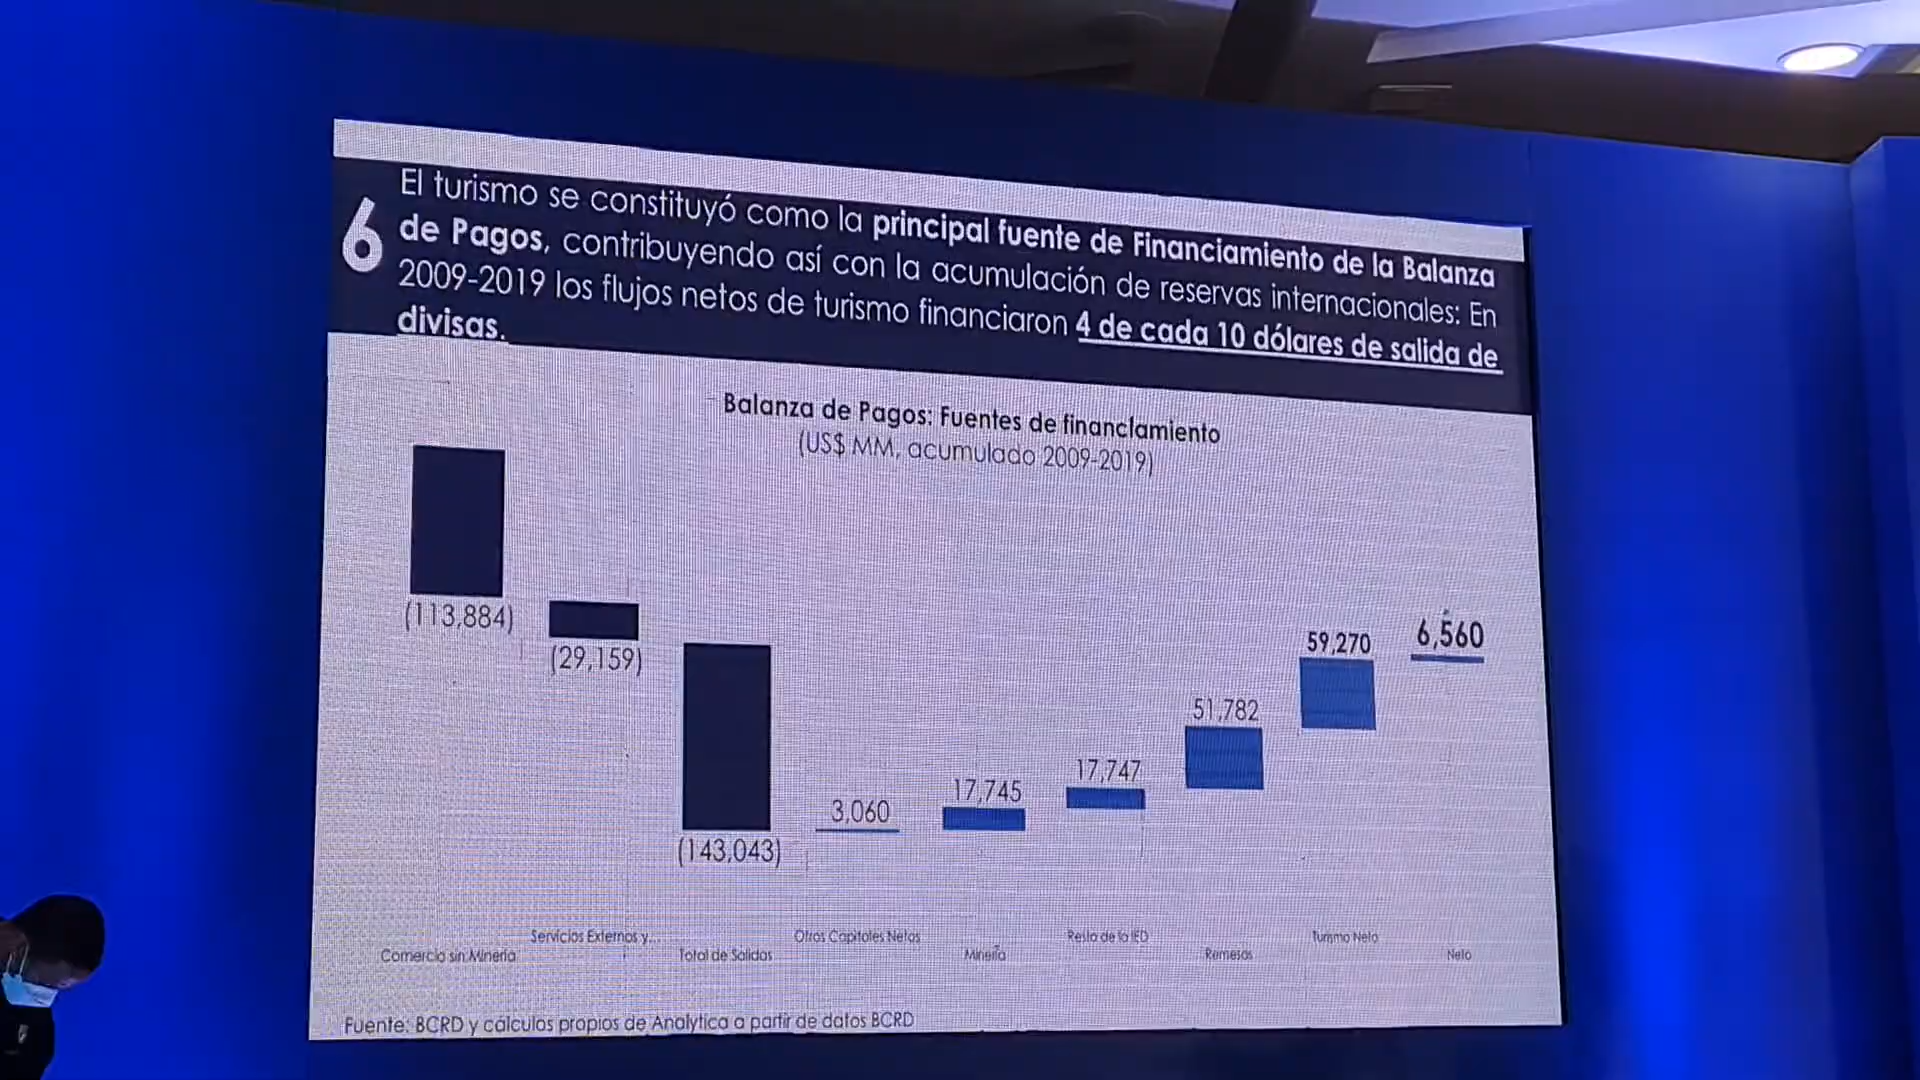 6
El turismo se constituyó como la principal fuente de Financiamiento de la Balanza
de Pagos, contribuyendo así con la acumulación de reservas internacionales: En
2009-2019 los flujos netos de turismo financiaron 4 de cada 10 dólares de salida de
divisas.
Balanza de Pagos: Fuentes de financiamiento
(US$ MM, acumulado 2009-2019)
(113,884)
(29,159)
(143,043)
3,060
17,745
17,747
51,782
59,270
6,560
Comercio sin Minería
Servicios Externos y...
Total de Salidas
Otros Capitales Netos
Minería
Resto de la IED
Remesas
Turismo Neto
Neto
Fuente: BCRD y cálculos propios de Analytica a partir de datos BCRD